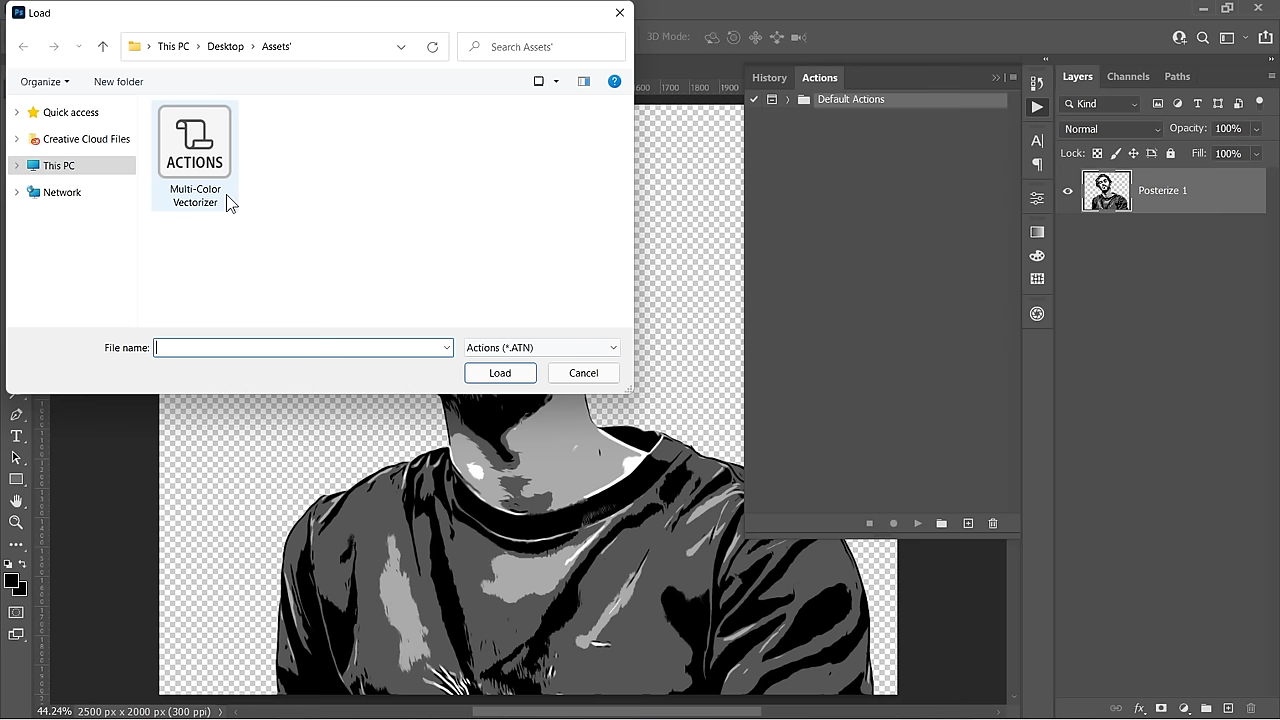 Load
This PC
Desktop
Assets'
Search Assets'
3D Mode:
Organize
New folder
Quick access
Creative Cloud Files
This PC
Network
ACTIONS
Multi-Color
Vectorizer
File name:
Actions (*.ATN)
Load
Cancel
1700
1800
1900
History
Actions
Default Actions
Layers
Channels
Paths
Kind
Normal
Opacity:
100%
Lock:
Fill:
100%
Posterize 1
44.24%
2500 px x 2000 px (300 ppi)